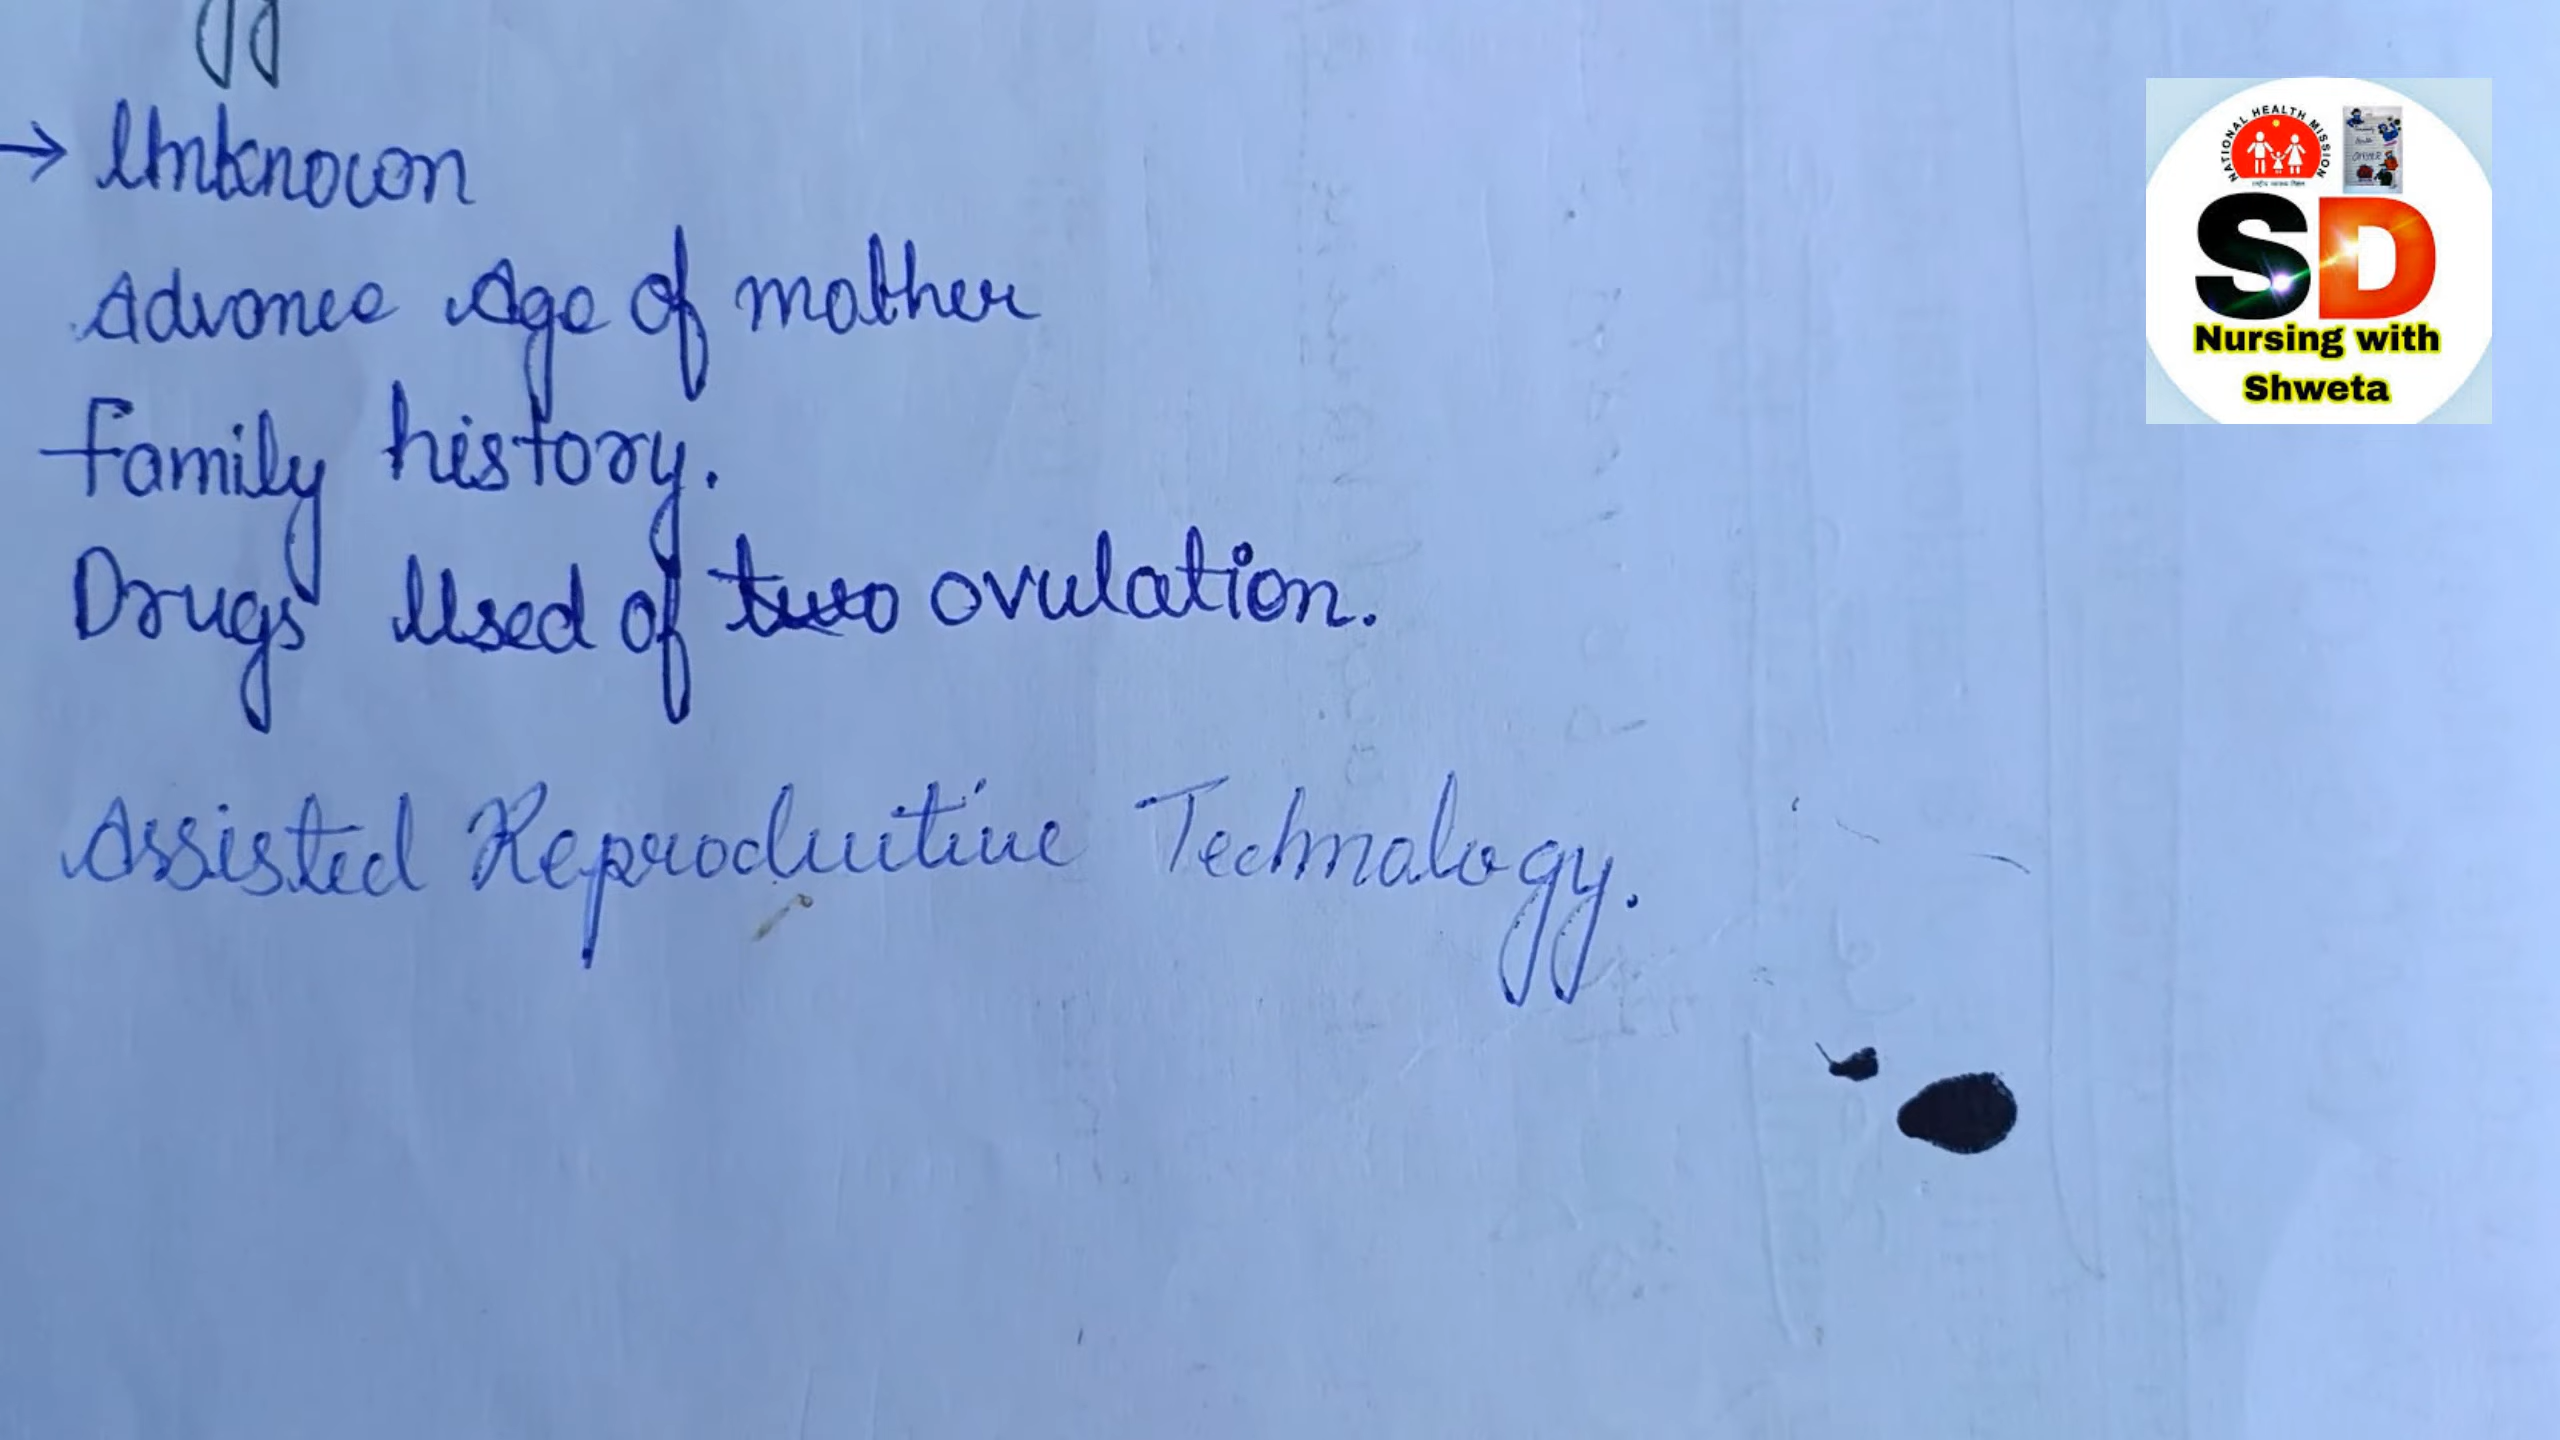 → Unknown
Advance Age of mother
family history.
Drugs Used of two ovulation.
Assisted Reproductive Technology.
NATIONAL HEALTH MISSION
SD
Nursing with
Shweta